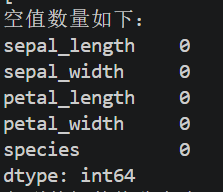 空值数量如下：
sepal_length    0
sepal_width     0
petal_length    0
petal_width     0
species         0
dtype: int64